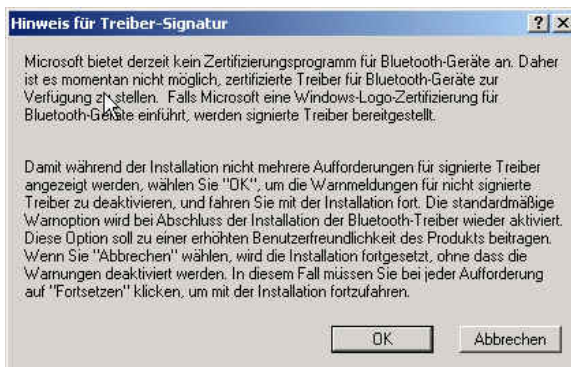 Hinweis für Treiber-Signatur
Microsoft bietet derzeit kein Zertifizierungsprogramm für Bluetooth-Geräte an. Daher
ist es momentan nicht möglich, zertifizierte Treiber für Bluetooth-Geräte zur
Verfügung zu stellen. Falls Microsoft eine Windows-Logo-Zertifizierung für
Bluetooth-Geräte einführt, werden signierte Treiber bereitgestellt.
Damit während der Installation nicht mehrere Aufforderungen für signierte Treiber
angezeigt werden, wählen Sie "OK", um die Warnmeldungen für nicht signierte
Treiber zu deaktivieren, und fahren Sie mit der Installation fort. Die standardmäßige
Warnoption wird bei Abschluss der Installation der Bluetooth-Treiber wieder aktiviert.
Diese Option soll zu einer erhöhten Benutzerfreundlichkeit des Produkts beitragen.
Wenn Sie "Abbrechen" wählen, wird die Installation fortgesetzt, ohne dass die
Warnungen deaktiviert werden. In diesem Fall müssen Sie bei jeder Aufforderung
auf "Fortsetzen" klicken, um mit der Installation fortzufahren.
OK
Abbrechen